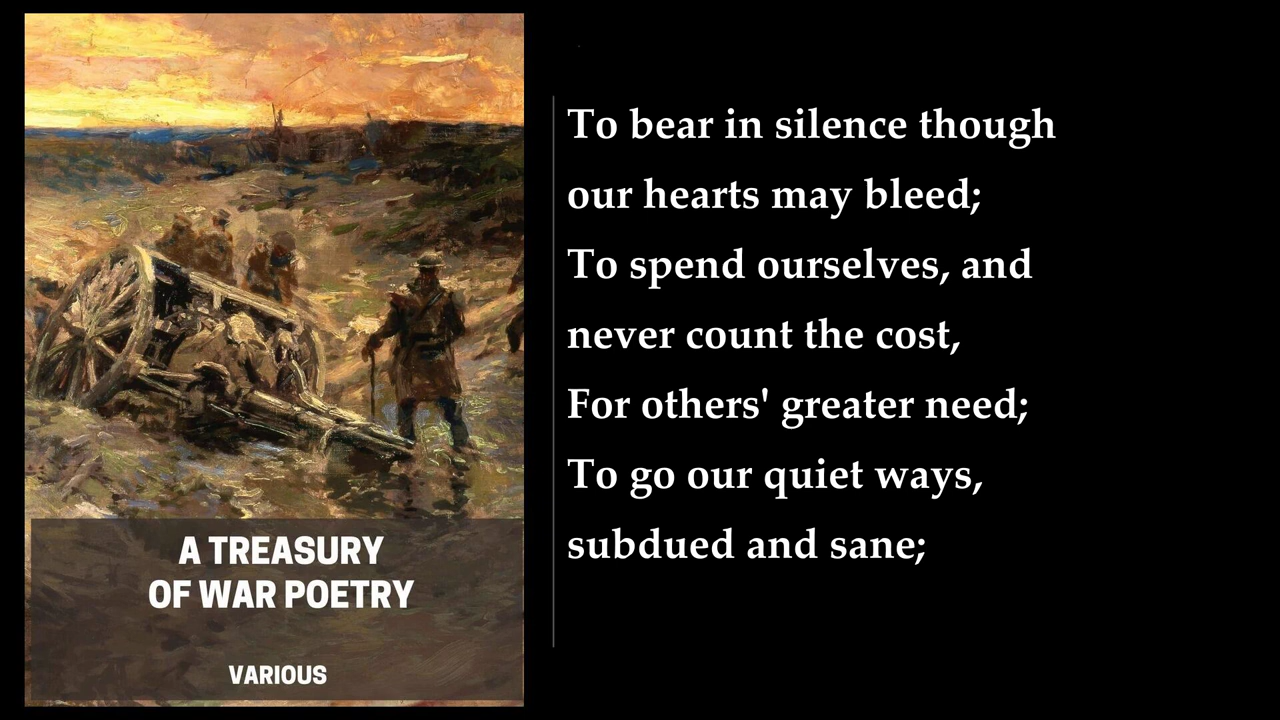 A TREASURY
OF WAR POETRY
VARIOUS
To bear in silence though
our hearts may bleed;
To spend ourselves, and
never count the cost,
For others' greater need;
To go our quiet ways,
subdued and sane;